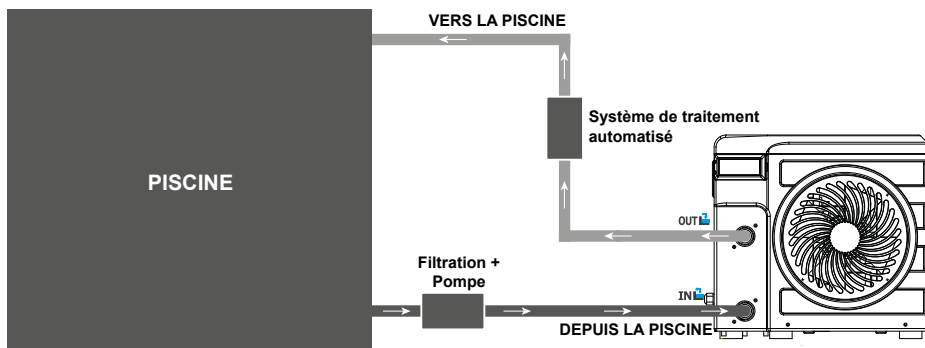 VERS LA PISCINE
Système de traitement
automatisé
PISCINE
OUT
Filtration +
Pompe
IN
DEPUIS LA PISCINE